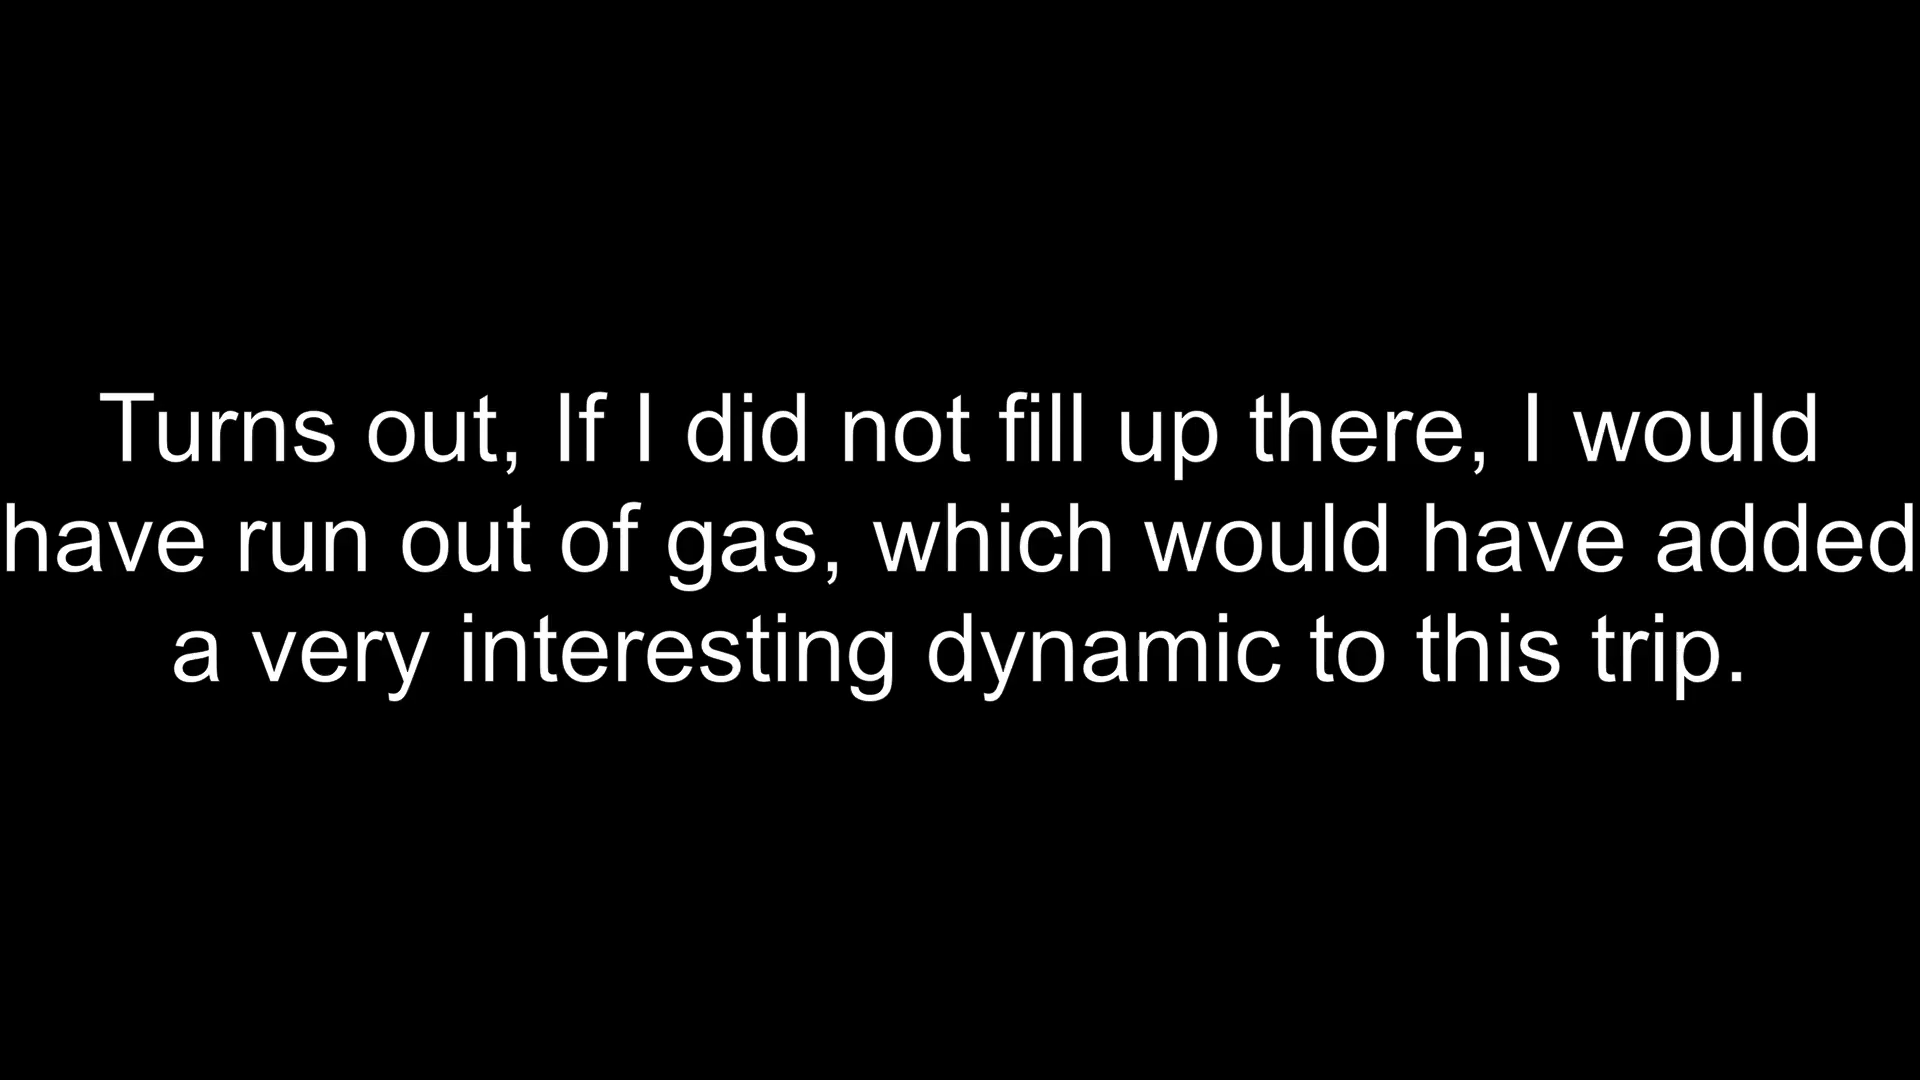 Turns out, If I did not fill up there, I would
have run out of gas, which would have added
a very interesting dynamic to this trip.